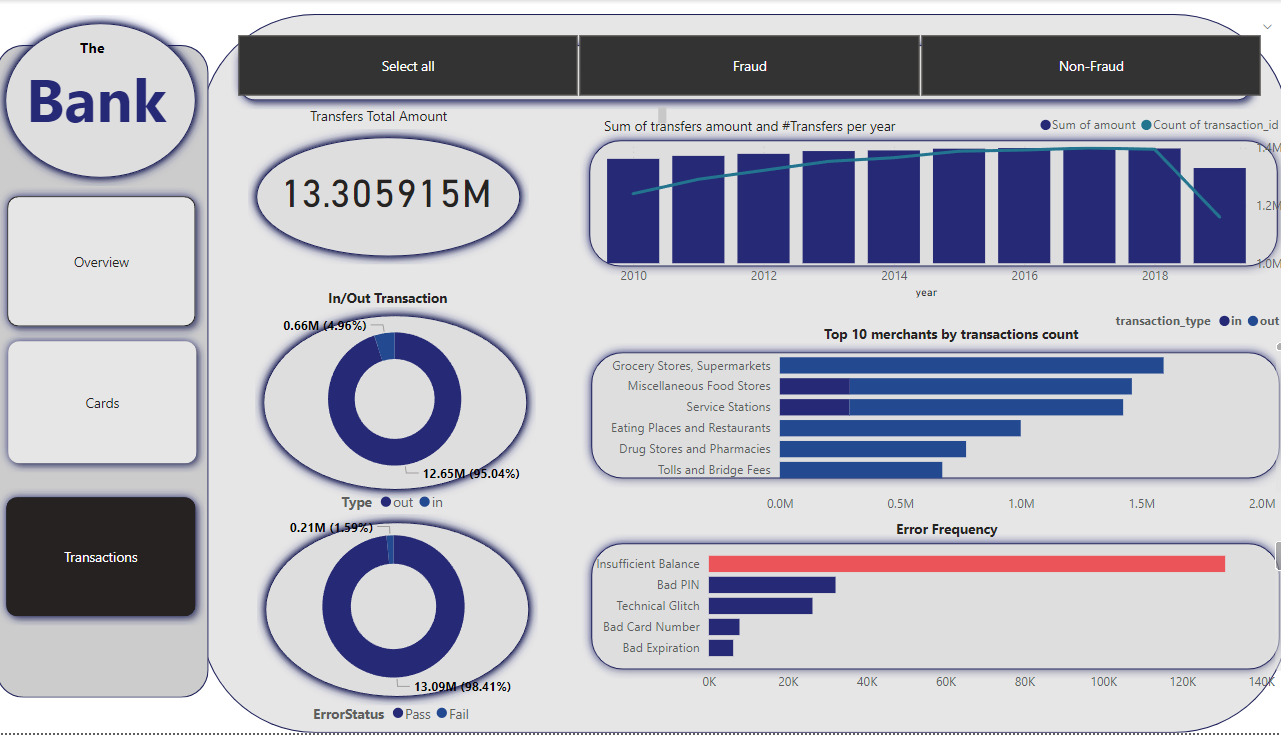 The
Bank
Overview
Cards
Transactions
Select all
Fraud
Non-Fraud
Transfers Total Amount
13.305915M
Sum of transfers amount and #Transfers per year
Sum of amount Count of transaction_id
1.4M
1.2M
1.0M
2010 2012 2014 2016 2018
year
In/Out Transaction
0.66M (4.96%)
12.65M (95.04%)
Type out in
transaction_type in out
Top 10 merchants by transactions count
Grocery Stores, Supermarkets
Miscellaneous Food Stores
Service Stations
Eating Places and Restaurants
Drug Stores and Pharmacies
Tolls and Bridge Fees
0.0M 0.5M 1.0M 1.5M 2.0M
0.21M (1.59%)
13.09M (98.41%)
ErrorStatus Pass Fail
Error Frequency
Insufficient Balance
Bad PIN
Technical Glitch
Bad Card Number
Bad Expiration
0K 20K 40K 60K 80K 100K 120K 140K